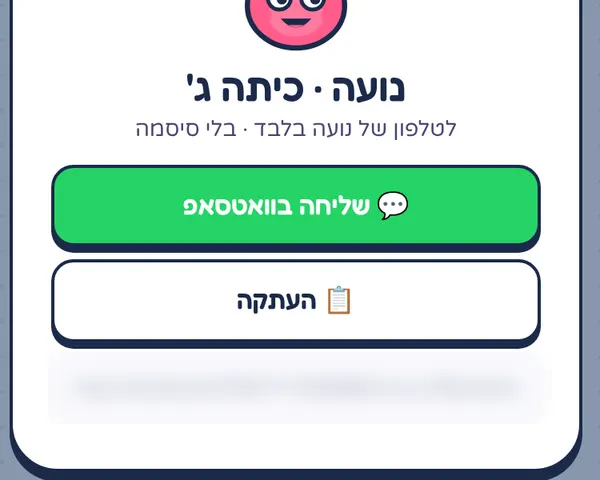 נועה · כיתה ג'
לטלפון של נועה בלבד · בלי סיסמה
💬 שליחה בוואטסאפ
📋 העתקה